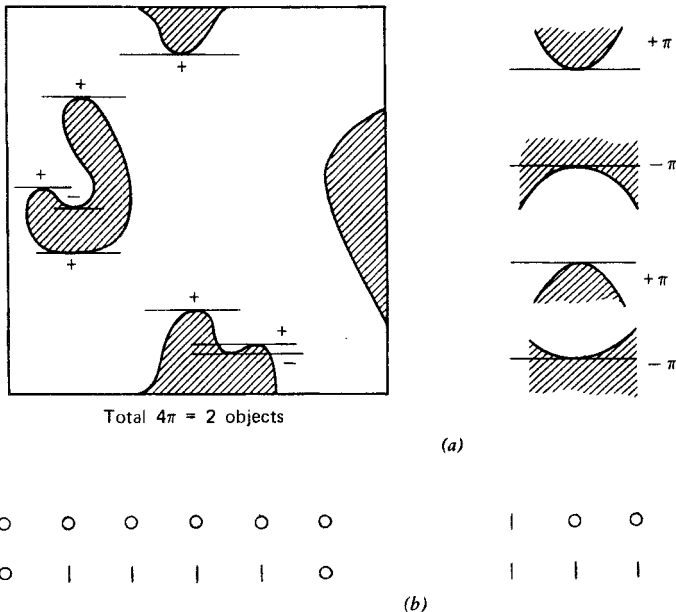 +
+
+
−
+
+
+
−
Total 4π = 2 objects
+ π
− π
+ π
− π
(a)
O O O O O O | O O
O | | | | O | | |
(b)